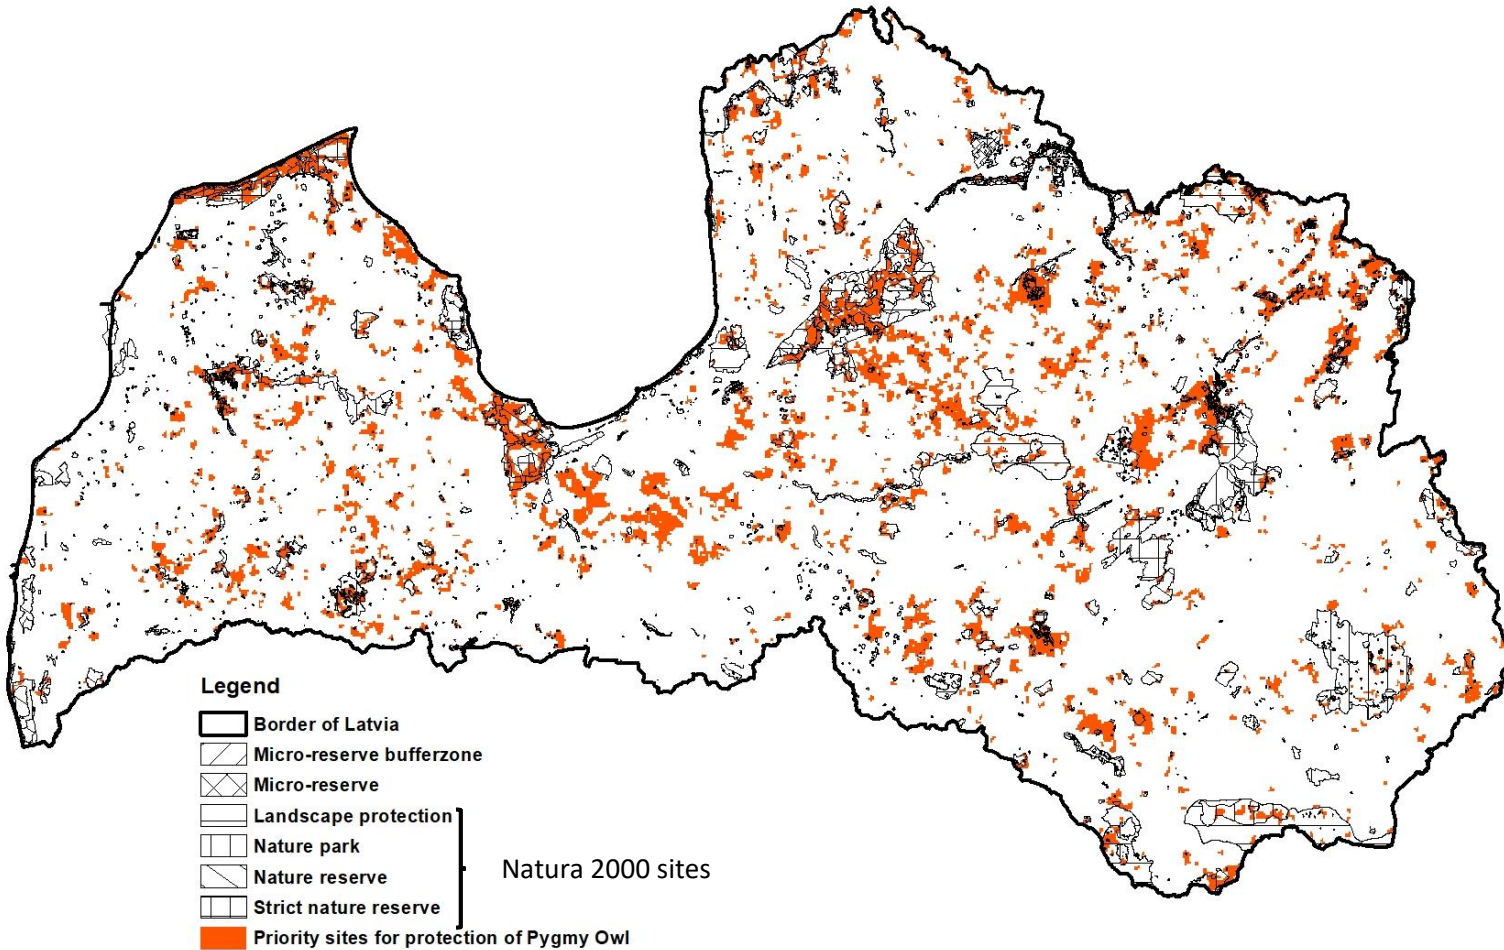 Legend
Border of Latvia
Micro-reserve bufferzone
Micro-reserve
Landscape protection
Nature park
Nature reserve
Strict nature reserve
Priority sites for protection of Pygmy Owl
Natura 2000 sites